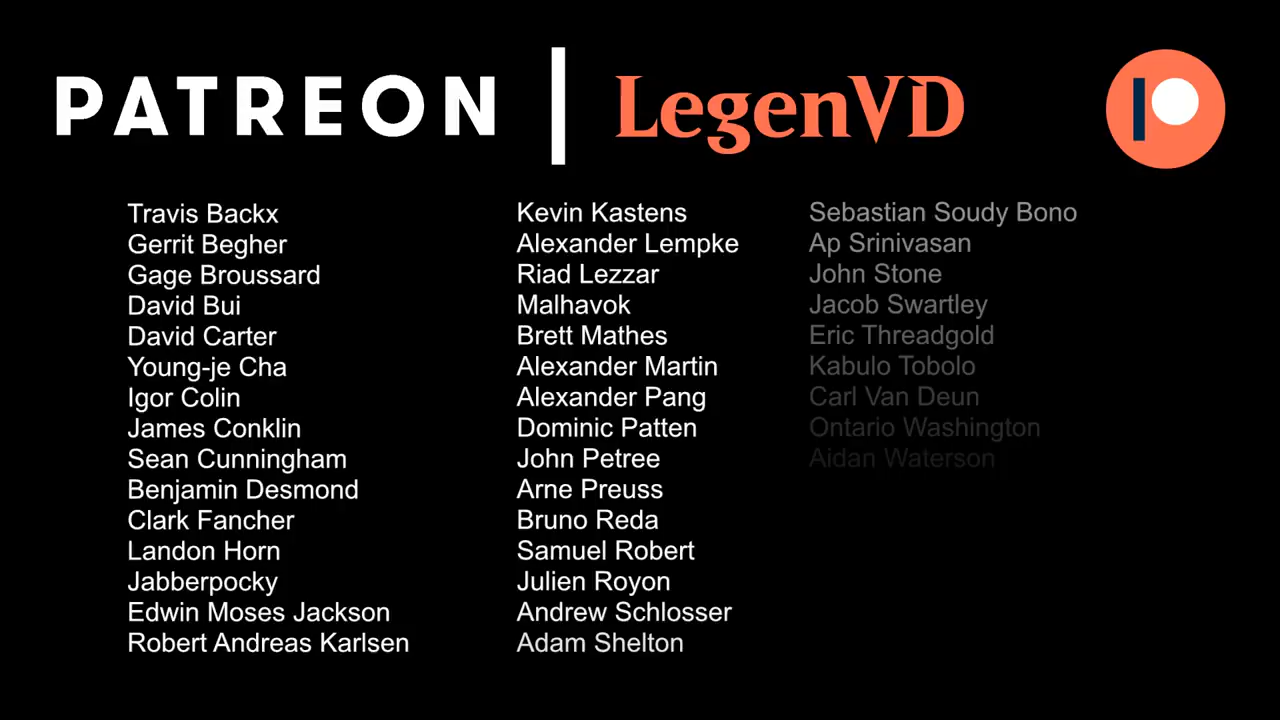 PATREON | LegenVD
Travis Backx
Gerrit Begher
Gage Broussard
David Bui
David Carter
Young-je Cha
Igor Colin
James Conklin
Sean Cunningham
Benjamin Desmond
Clark Fancher
Landon Horn
Jabberpocky
Edwin Moses Jackson
Robert Andreas Karlsen
Kevin Kastens
Alexander Lempke
Riad Lezzar
Malhavok
Brett Mathes
Alexander Martin
Alexander Pang
Dominic Patten
John Petree
Arne Preuss
Bruno Reda
Samuel Robert
Julien Royon
Andrew Schlosser
Adam Shelton
Sebastian Soudy Bono
Ap Srinivasan
John Stone
Jacob Swartley
Eric Threadgold
Kabulo Tobolo
Carl Van Deun
Ontario Washington
Aidan Waterson